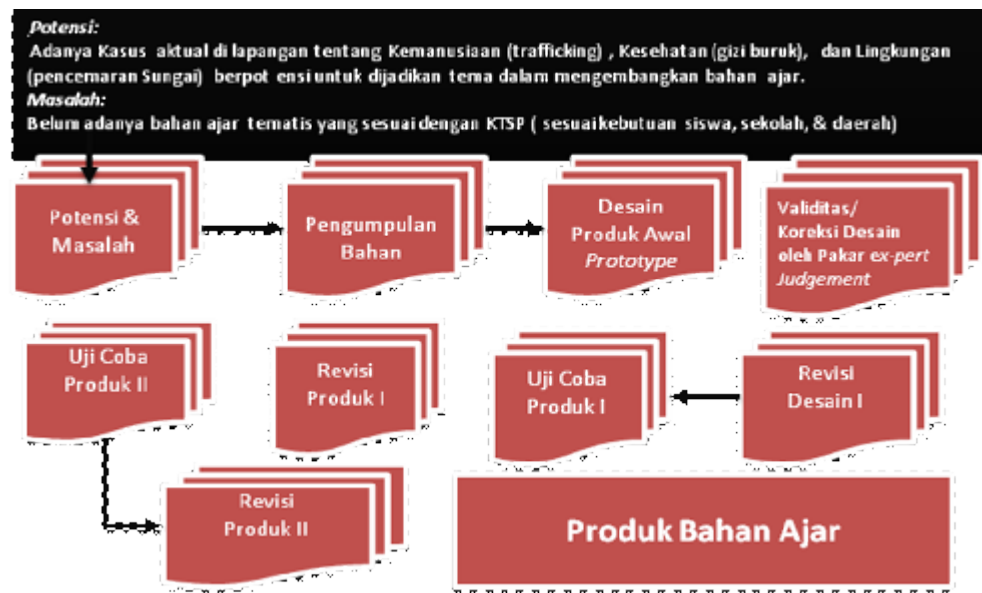 Potensi:
Adanya Kasus aktual di lapangan tentang Kemanusiaan (trafficking) , Kesehatan (gizi buruk), dan Lingkungan
(pencemaran Sungai) berpot ensi untuk dijadikan tema dalam mengembangkan bahan ajar.
Masalah:
Belum adanya bahan ajar tematis yang sesuai dengan KTSP ( sesuai kebutuan siswa, sekolah, & daerah)
Potensi &
Masalah
Pengumpulan
Bahan
Desain
Produk Awal
Prototype
Validitas/
Koreksi Desain
oleh Pakar ex-pert
Judgement
Uji Coba
Produk II
Revisi
Produk I
Uji Coba
Produk I
Revisi
Desain I
Revisi
Produk II
Produk Bahan Ajar